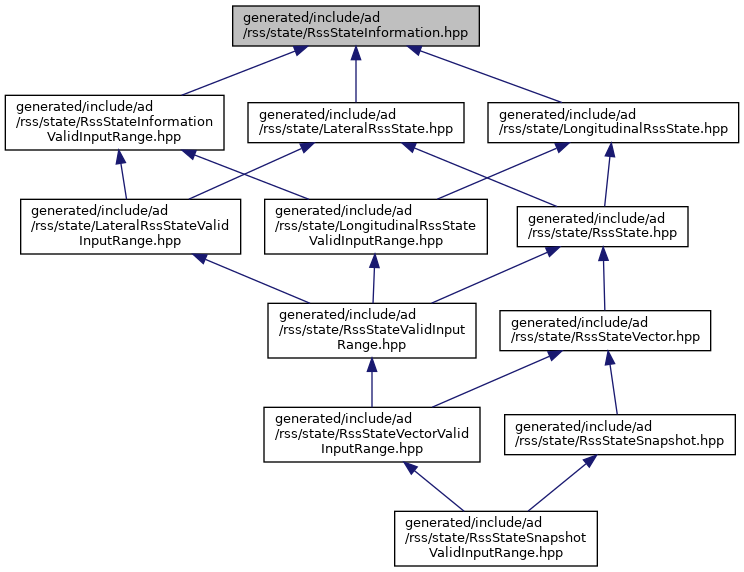 generated/include/ad
/rss/state/RssStateInformation.hpp
generated/include/ad
/rss/state/RssStateInformation
ValidInputRange.hpp
generated/include/ad
/rss/state/LateralRssState.hpp
generated/include/ad
/rss/state/LongitudinalRssState.hpp
generated/include/ad
/rss/state/LateralRssStateValid
InputRange.hpp
generated/include/ad
/rss/state/LongitudinalRssState
ValidInputRange.hpp
generated/include/ad
/rss/state/RssState.hpp
generated/include/ad
/rss/state/RssStateValidInput
Range.hpp
generated/include/ad
/rss/state/RssStateVector.hpp
generated/include/ad
/rss/state/RssStateVectorValid
InputRange.hpp
generated/include/ad
/rss/state/RssStateSnapshot.hpp
generated/include/ad
/rss/state/RssStateSnapshot
ValidInputRange.hpp